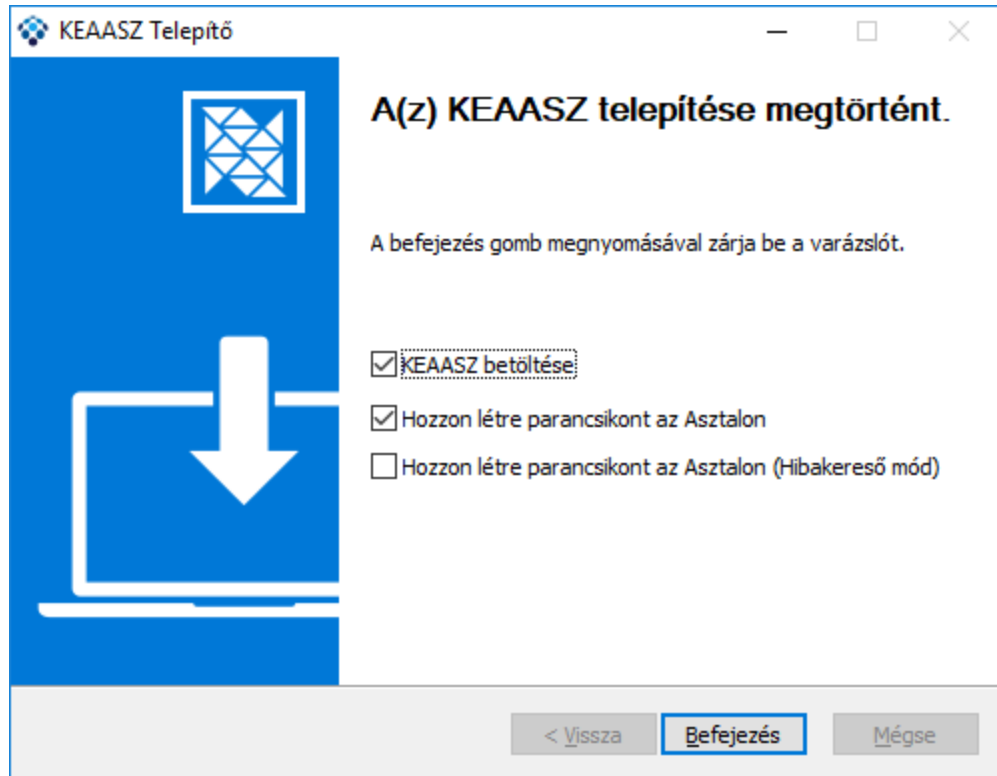 KEAASZ Telepítő
A(z) KEAASZ telepítése megtörtént.
A befejezés gomb megnyomásával zárja be a varázslót.
KEAASZ betöltése
Hozzon létre parancsikont az Asztalon
Hozzon létre parancsikont az Asztalon (Hibakereső mód)
< Vissza
Befejezés
Mégse